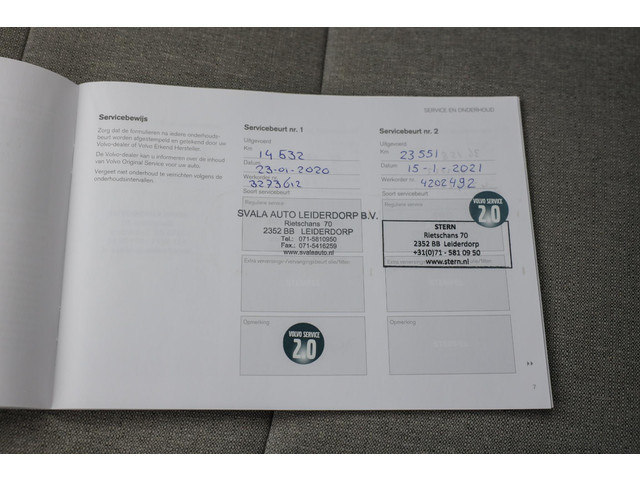 SERVICE EN ONDERHOUD
Servicebewijs
Zorg dat de formulieren na iedere onderhouds-
beurt worden afgestempeld en getekend door uw
Volvo-dealer of Volvo Erkend Hersteller.
De Volvo-dealer kan u informeren over de inhoud
van Volvo Original Service voor uw auto.
Vergeet niet onderhoud te verrichten volgens de
onderhoudsintervallen.
Servicebeurt nr. 1
Uitgevoerd
Km 14.532
Datum 23-01-2020
Werkorder nr. 3273612
Soort servicebeurt
Reguliere service
SVALA AUTO LEIDERDORP B.V.
Rietschans 70
2352 BB LEIDERDORP
Tel.: 071-5810950
Fax.: 071-5416259
www.svalaauto.nl
Opmerking
VOLVO SERVICE
2.0
Servicebeurt nr. 2
Uitgevoerd
Km 23551
Datum 15-1-2021
Werkorder nr. 4202492
Soort servicebeurt
Reguliere service
VOLVO SERVICE
2.0
STERN
Rietschans 70
2352 BB Leiderdorp
+31(0)71 - 581 09 50
www.stern.nl
Opmerking